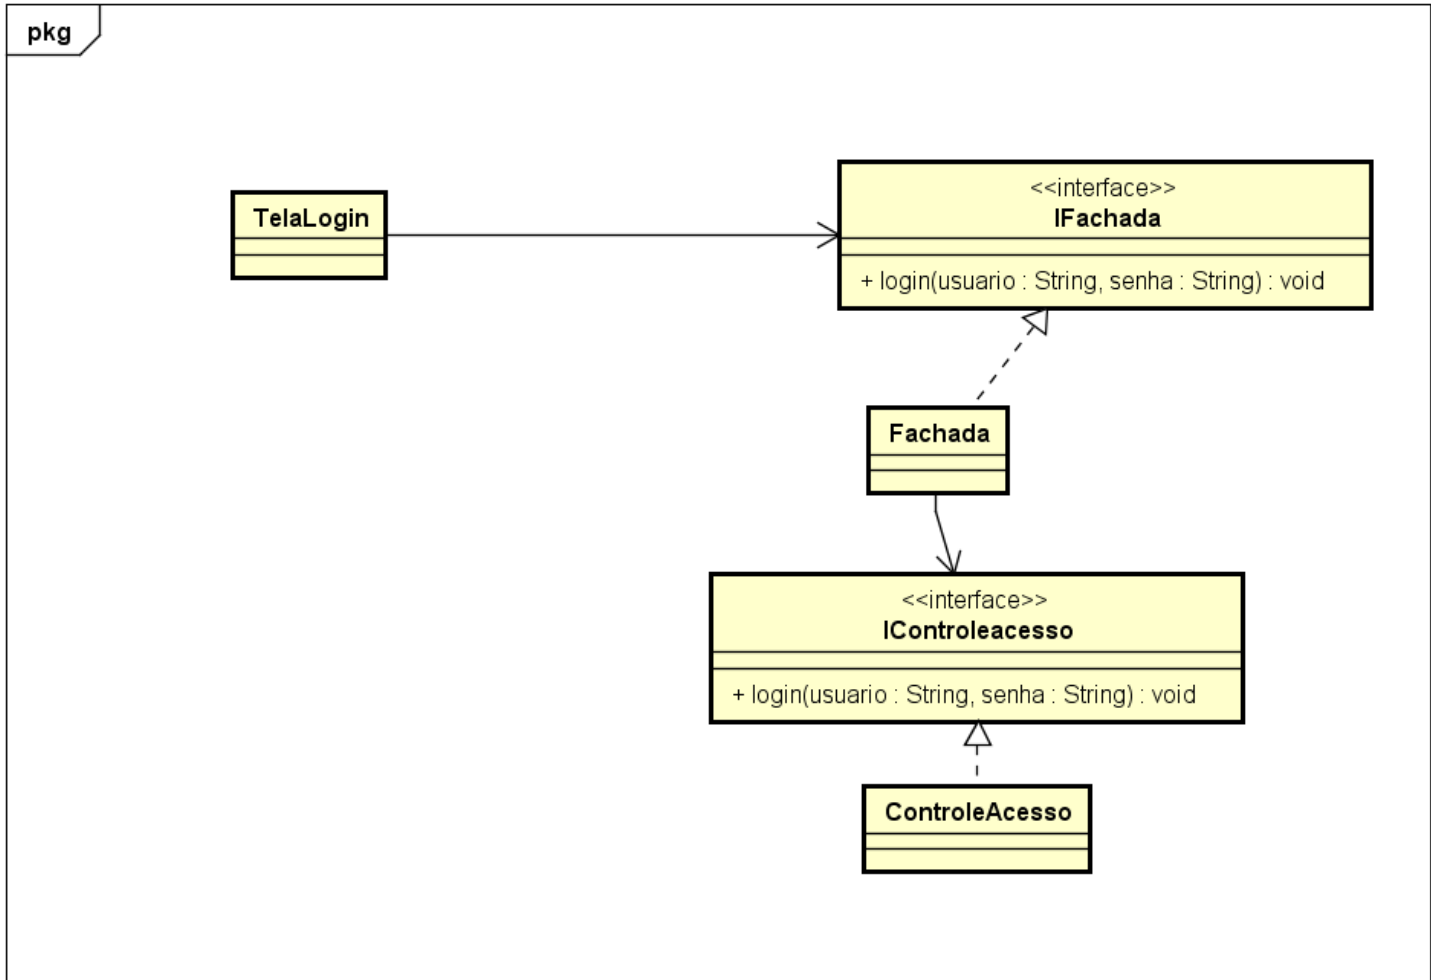 pkg
TelaLogin
<<interface>>
IFachada
+ login(usuario : String, senha : String) : void
Fachada
<<interface>>
IControleacesso
+ login(usuario : String, senha : String) : void
ControleAcesso